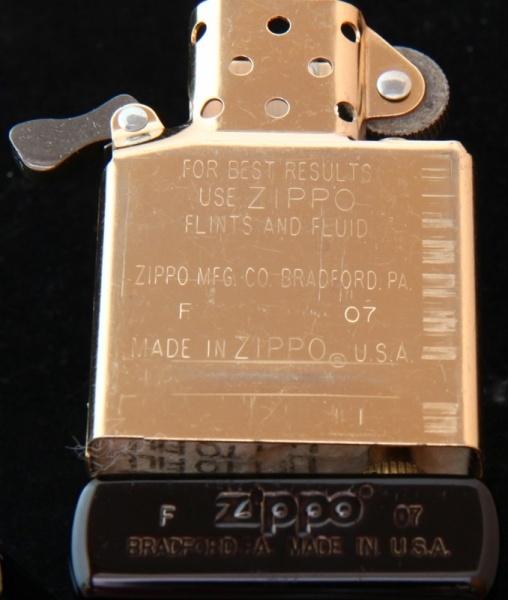 FOR BEST RESULTS
USE ZIPPO
FLINTS AND FLUID
ZIPPO MFG. CO. BRADFORD. PA.
F 07
MADE IN ZIPPO® U.S.A.
F zippo® 07
BRADFORD PA MADE IN U.S.A.